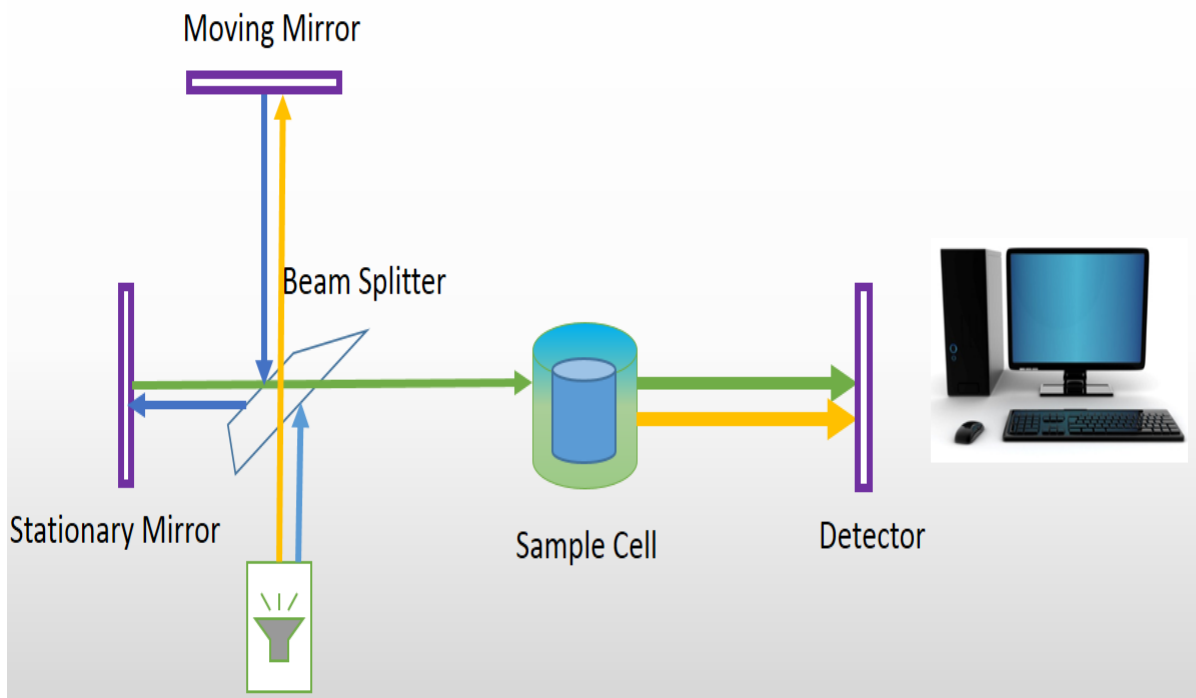 Moving Mirror
Beam Splitter
Stationary Mirror
Sample Cell
Detector